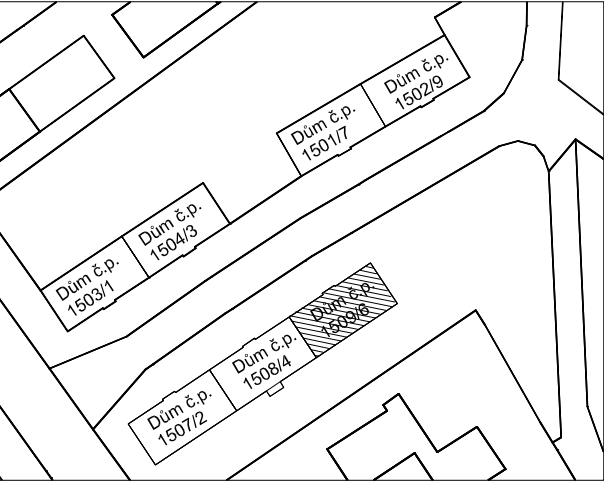 Dům č.p.
1502/9
Dům č.p.
1501/7
Dům č.p.
1504/3
Dům č.p.
1503/1
Dům č.p.
1509/6
Dům č.p.
1508/4
Dům č.p.
1507/2